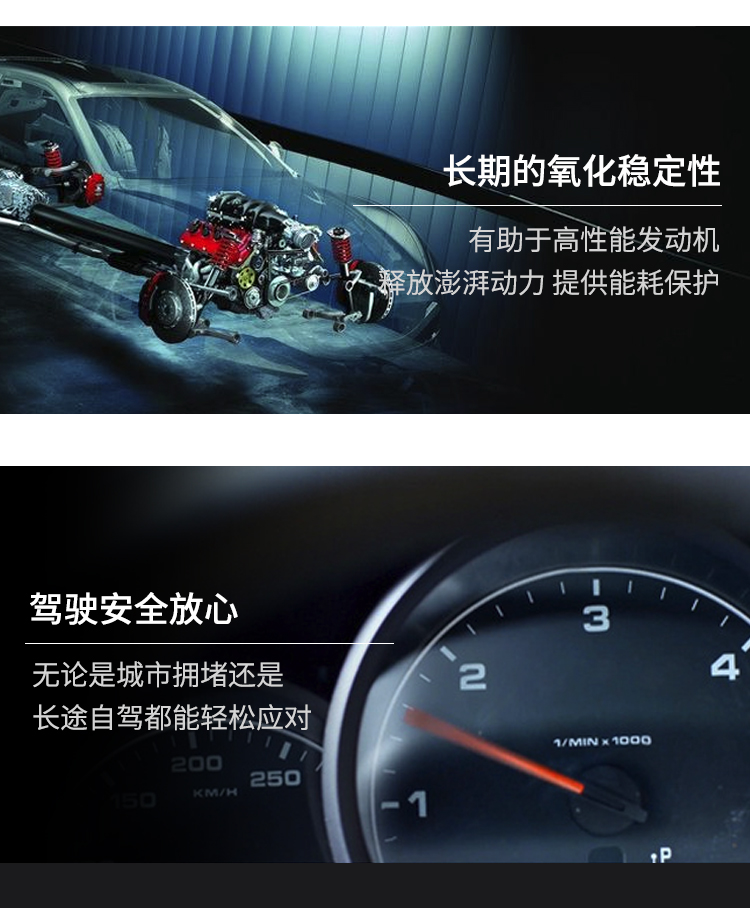 长期的氧化稳定性
有助于高性能发动机
释放澎湃动力 提供能耗保护
驾驶安全放心
无论是城市拥堵还是
长途自驾都能轻松应对
3
2
4
1/MIN x 1000
200
250
150
KM/H
1
P